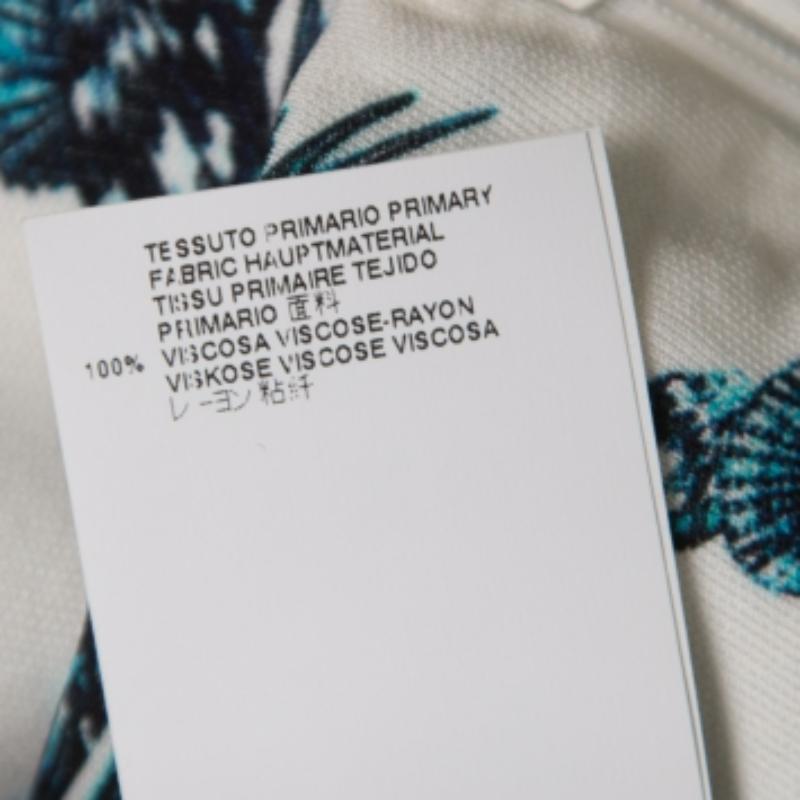 TESSUTO PRIMARIO PRIMARY
FABRIC HAUPTMATERIAL
TISSU PRIMAIRE TEJIDO
PRIMARIO 面料
100% VISCOSA VISCOSE-RAYON
VISKOSE VISCOSE VISCOSA
レーヨン 粘纤